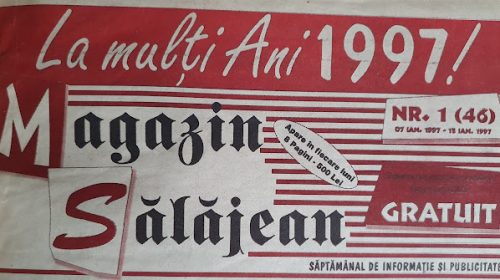 La mulți Ani 1997!
Magazin
Sălăjean
Apare în fiecare luni
8 Pagini - 500 Lei
NR. 1 (46)
07 IAN. 1997 - 13 IAN. 1997
GRATUIT
SĂPTĂMÂNAL DE INFORMAȚIE ȘI PUBLICITATE